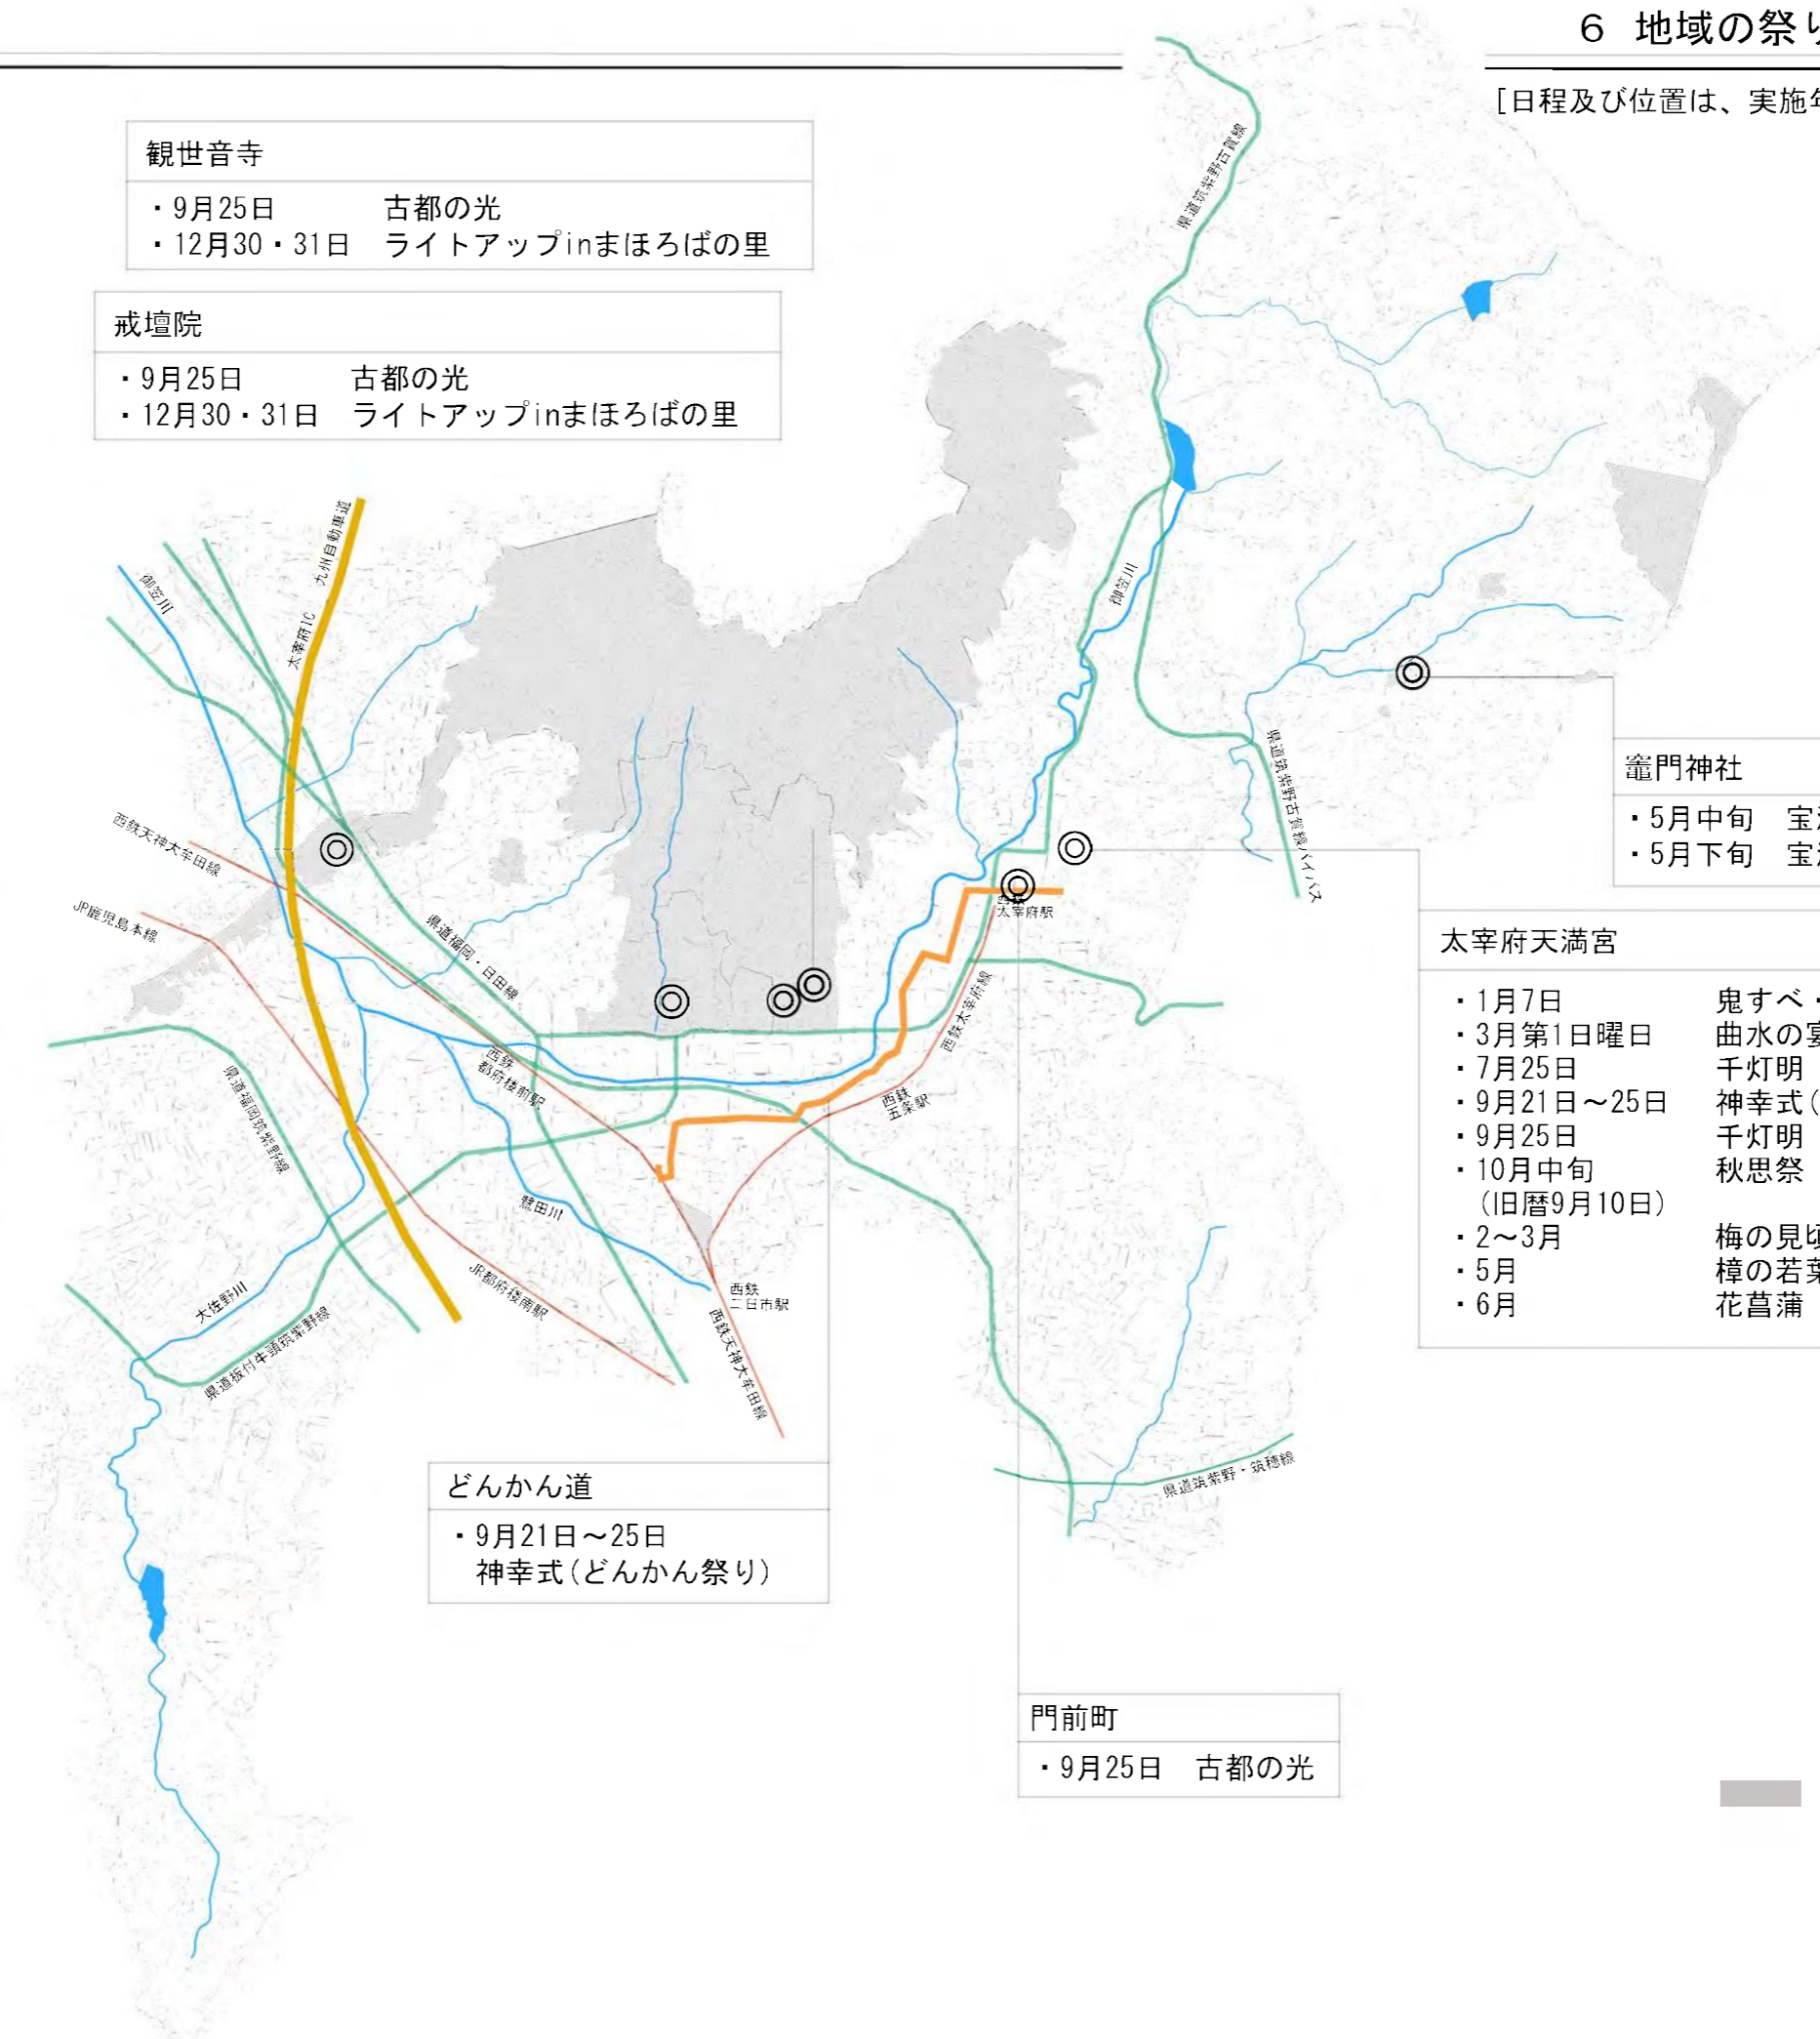 6 地域の祭り
[日程及び位置は、実施年
観世音寺
・9月25日 古都の光
・12月30・31日 ライトアップinまほろばの里
戒壇院
・9月25日 古都の光
・12月30・31日 ライトアップinまほろばの里
県道筑紫野古賀線
九州自動車道
太宰府IC
御笠川
御笠川
県道筑紫野古賀線バイパス
竈門神社
・5月中旬 宝
・5月下旬 宝
西鉄天神大牟田線
JR鹿児島本線
県道福岡・日田線
西鉄
太宰府駅
太宰府天満宮
・1月7日 鬼すべ・
・3月第1日曜日 曲水の宴
・7月25日 千灯明
・9月21日～25日 神幸式(
・9月25日 千灯明
・10月中旬 秋思祭
(旧暦9月10日)
・2～3月 梅の見頃
・5月 樟の若葉
・6月 花菖蒲
西鉄太宰府線
西鉄
都府楼前駅
西鉄
五条駅
県道福岡筑紫野線
鷺田川
大佐野川
JR都府楼南駅
西鉄
二日市駅
県道板付牛頸筑紫野線
西鉄天神大牟田線
県道筑紫野・筑穂線
どんかん道
・9月21日～25日
神幸式(どんかん祭り)
門前町
・9月25日 古都の光